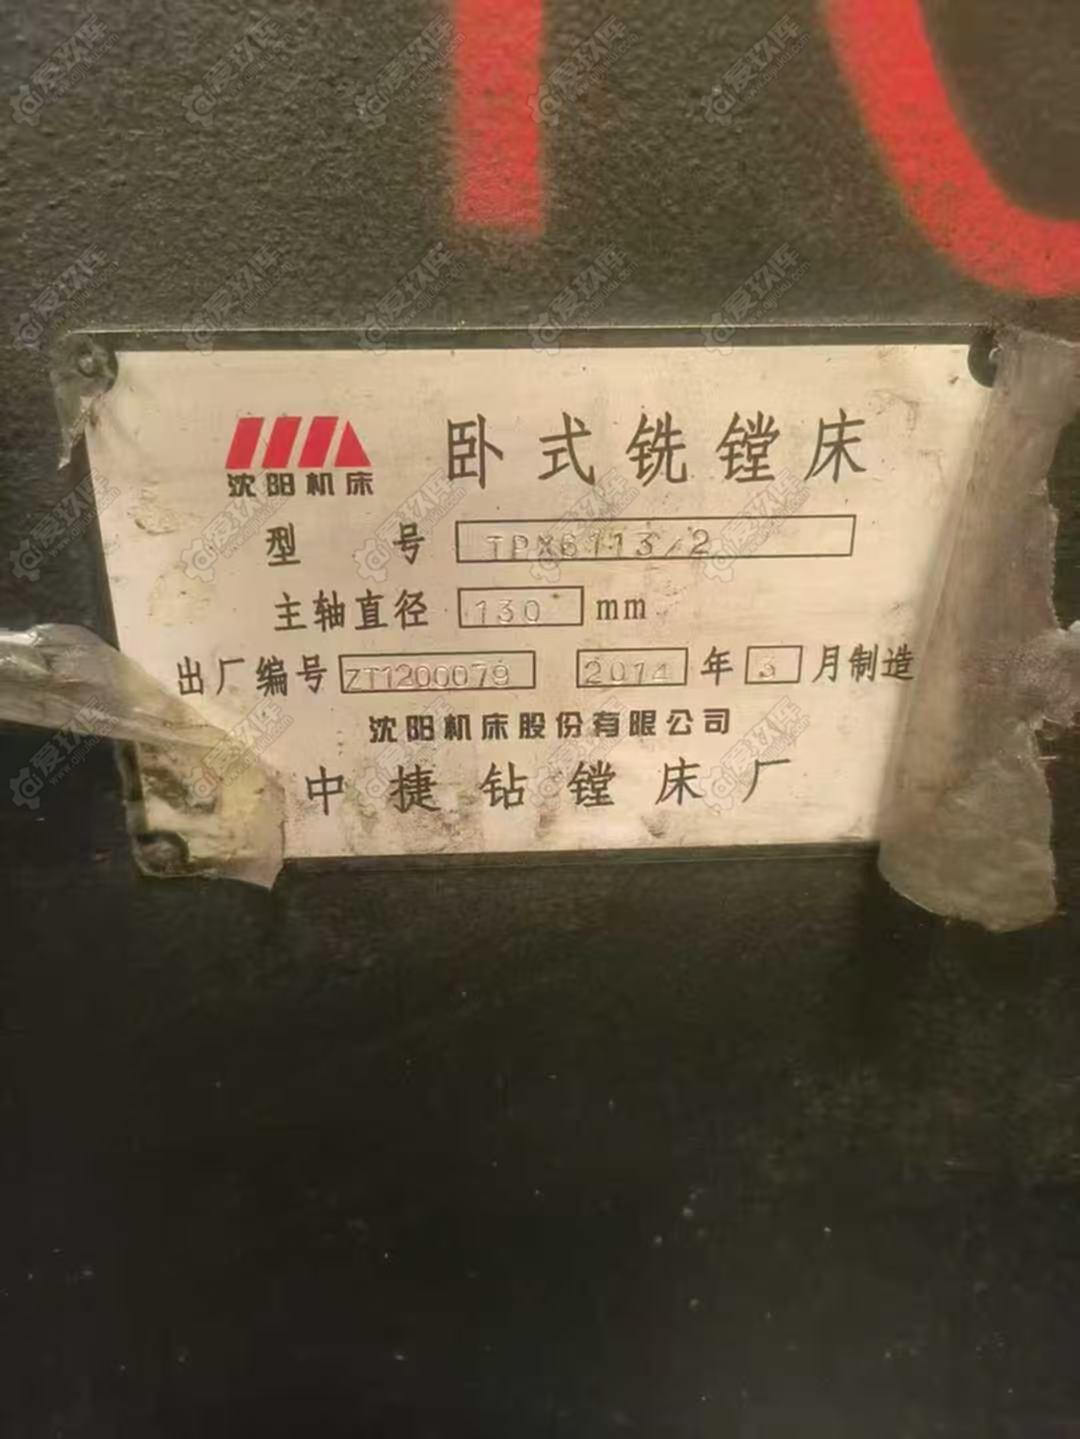 沈阳机床
卧式铣镗床
型 号 TPX6113/2
主轴直径 130 mm
出厂编号 ZT1200079 2014 年 3 月制造
沈阳机床股份有限公司
中捷钻镗床厂